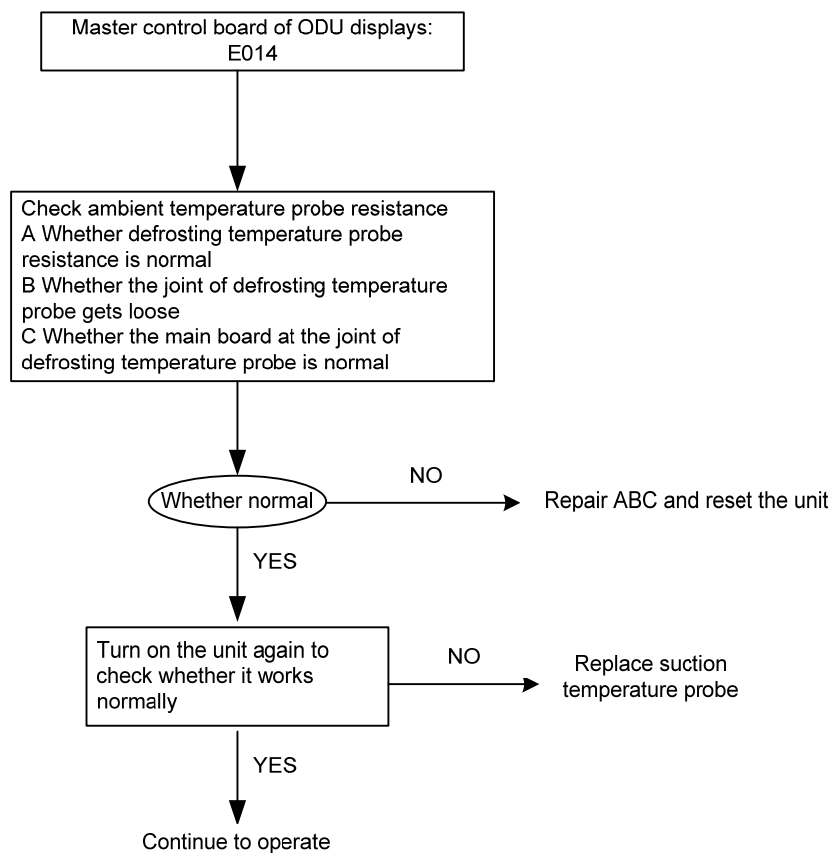 Master control board of ODU displays:
E014
Check ambient temperature probe resistance
A Whether defrosting temperature probe
resistance is normal
B Whether the joint of defrosting temperature
probe gets loose
C Whether the main board at the joint of
defrosting temperature probe is normal
Whether normal
NO
Repair ABC and reset the unit
YES
Turn on the unit again to
check whether it works
normally
NO
Replace suction
temperature probe
YES
Continue to operate